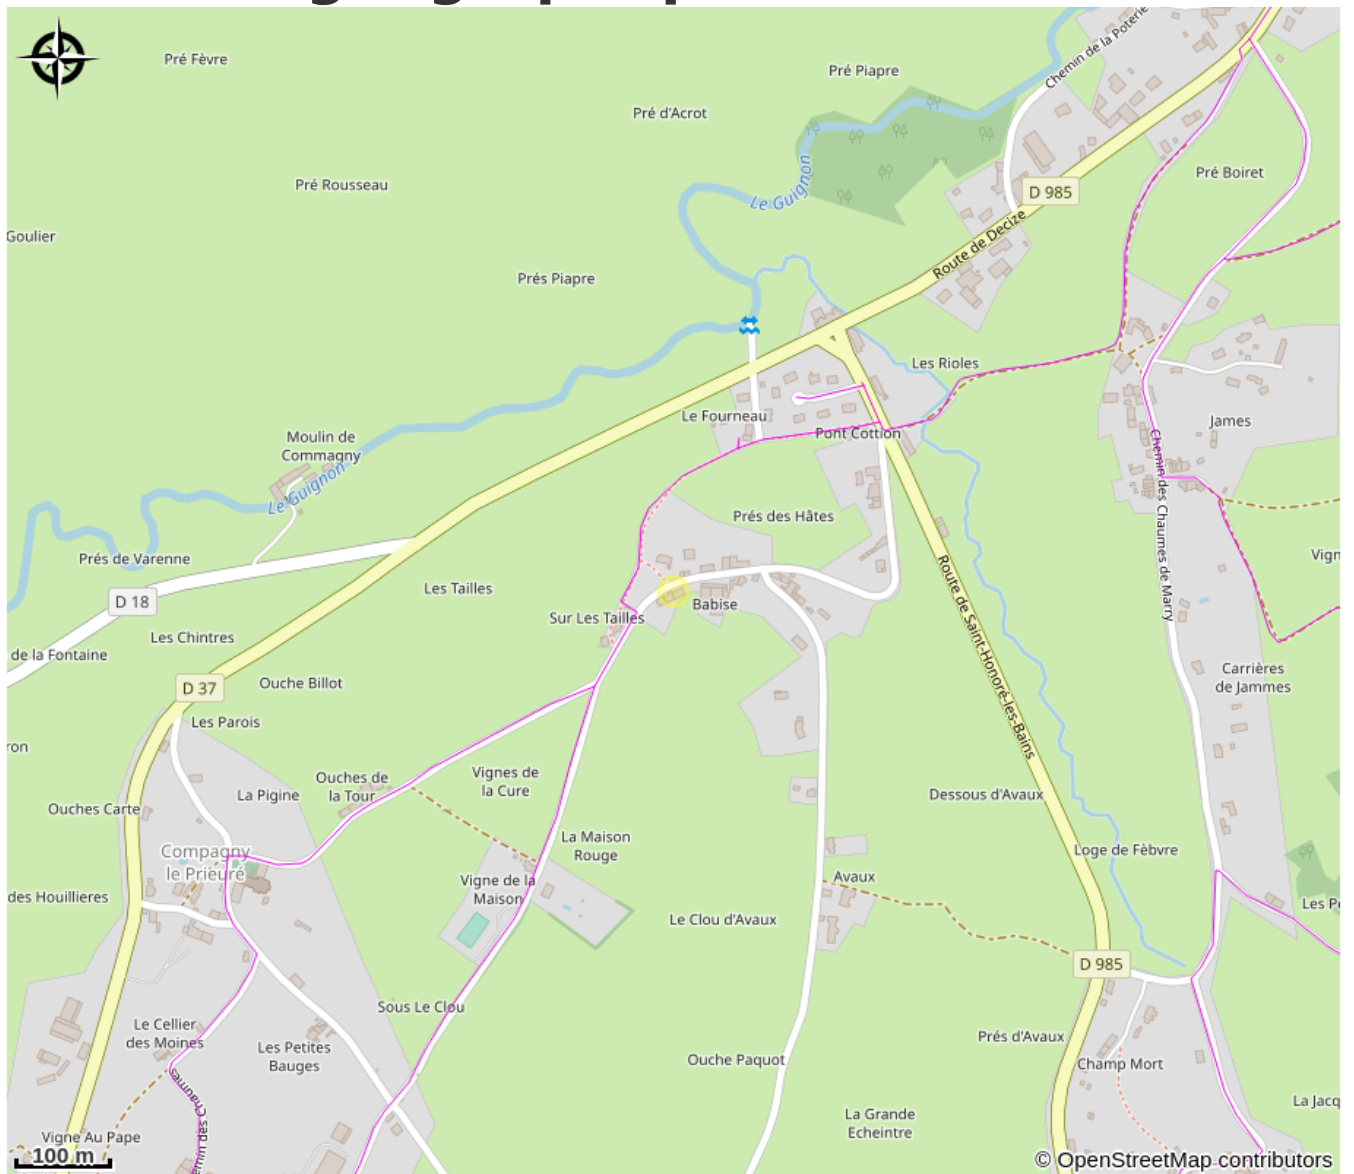 Pré Fèvre
Pré Piapre
Chemin de la Poterie
Pré d'Acrot
Pré Rousseau
Le Guignon
Pré Boiret
D 985
Goulier
Route de Decize
Prés Piapre
Les Rioles
Le Fourneau
Pont Cottion
James
Moulin de
Commagny
Le Guignon
Chemin des Chaumes de Marry
Prés des Hâtes
Prés de Varenne
Vign
Les Tailles
D 18
Babise
Sur Les Tailles
Route de Saint-Honoré-les-Bains
Les Chintres
de la Fontaine
Carrières
de Jammes
D 37
Ouche Billot
Les Parois
ron
Ouches de
la Tour
Vignes de
la Cure
La Pigine
Dessous d'Avaux
Ouches Carte
La Maison
Rouge
Compagny
le Prieuré
Loge de Fèbvre
Vigne de la
Maison
Avaux
des Houillieres
Les Pe
Le Clou d'Avaux
D 985
Sous Le Clou
Le Cellier
des Moines
Prés d'Avaux
Les Petites
Bauges
Ouche Paquot
Champ Mort
La Jacq
La Grande
Echeintre
emin des Chaumes
Vigne Au Pape
100 m
© OpenStreetMap contributors